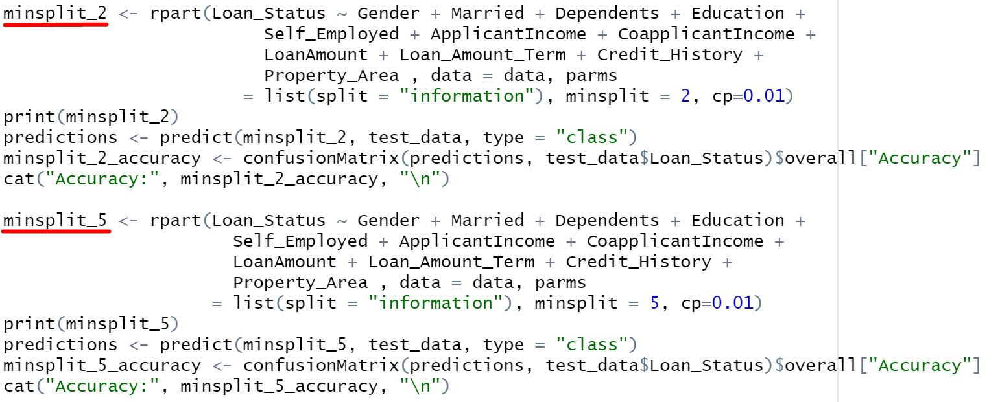 minsplit_2 <- rpart(Loan_Status ~ Gender + Married + Dependents + Education +
Self_Employed + ApplicantIncome + CoapplicantIncome +
LoanAmount + Loan_Amount_Term + Credit_History +
Property_Area , data = data, parms
= list(split = "information"), minsplit = 2, cp=0.01)
print(minsplit_2)
predictions <- predict(minsplit_2, test_data, type = "class")
minsplit_2_accuracy <- confusionMatrix(predictions, test_data$Loan_Status)$overall["Accuracy"]
cat("Accuracy:", minsplit_2_accuracy, "\n")

minsplit_5 <- rpart(Loan_Status ~ Gender + Married + Dependents + Education +
Self_Employed + ApplicantIncome + CoapplicantIncome +
LoanAmount + Loan_Amount_Term + Credit_History +
Property_Area , data = data, parms
= list(split = "information"), minsplit = 5, cp=0.01)
print(minsplit_5)
predictions <- predict(minsplit_5, test_data, type = "class")
minsplit_5_accuracy <- confusionMatrix(predictions, test_data$Loan_Status)$overall["Accuracy"]
cat("Accuracy:", minsplit_5_accuracy, "\n")